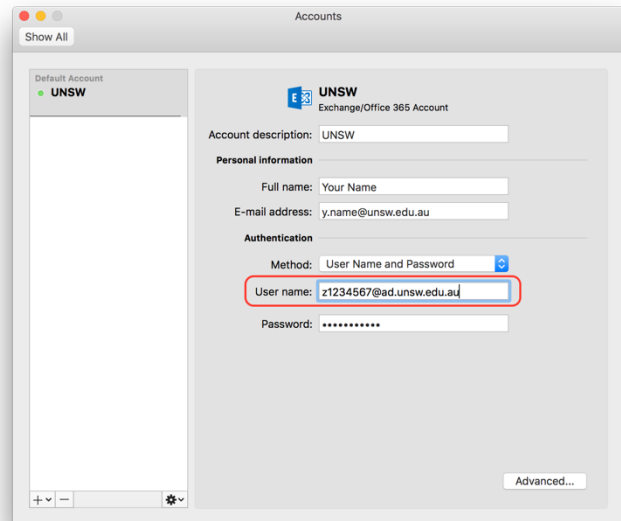 Accounts
Show All
Default Account
UNSW
UNSW
Exchange/Office 365 Account
Account description: UNSW
Personal information
Full name: Your Name
E-mail address: y.name@unsw.edu.au
Authentication
Method: User Name and Password
User name: z1234567@ad.unsw.edu.au
Password: •••••••••••
Advanced...